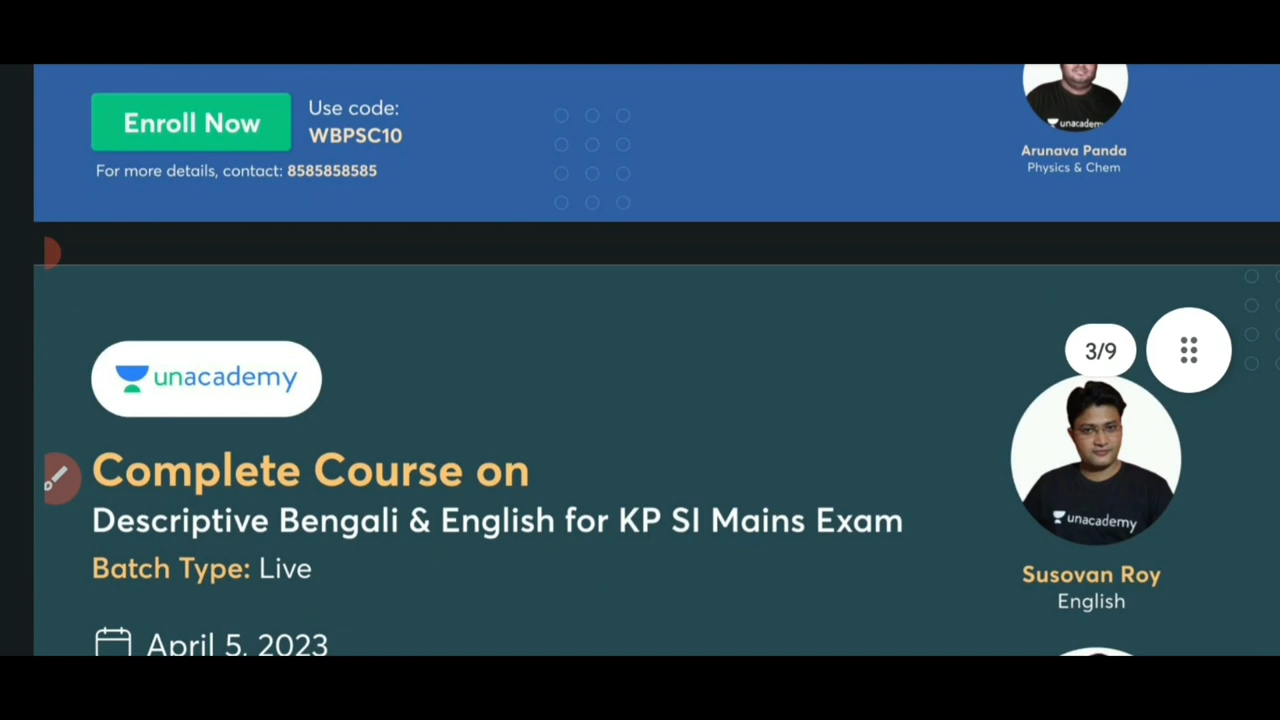 Enroll Now
Use code:
WBPSC10
For more details, contact: 8585858585
unacademy
Arunava Panda
Physics & Chem
3/9
unacademy
Complete Course on
Descriptive Bengali & English for KP SI Mains Exam
Batch Type: Live
April 5, 2023
unacademy
Susovan Roy
English